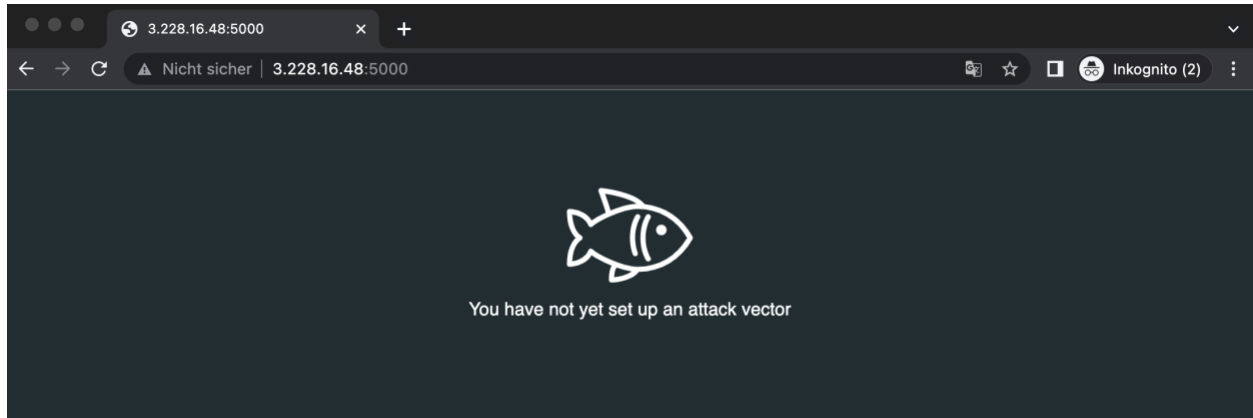 3.228.16.48:5000
Nicht sicher | 3.228.16.48:5000
Inkognito (2)
You have not yet set up an attack vector